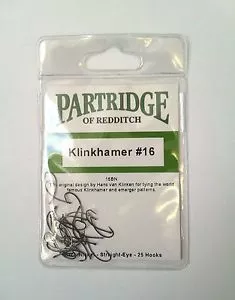 PARTRIDGE
OF REDDITCH
Klinkhamer #16
15BN
original design by Hans van Klinken for tying the world
famous Klinkhamer and emerger patterns.
- Straight-Eye - 25 Hooks